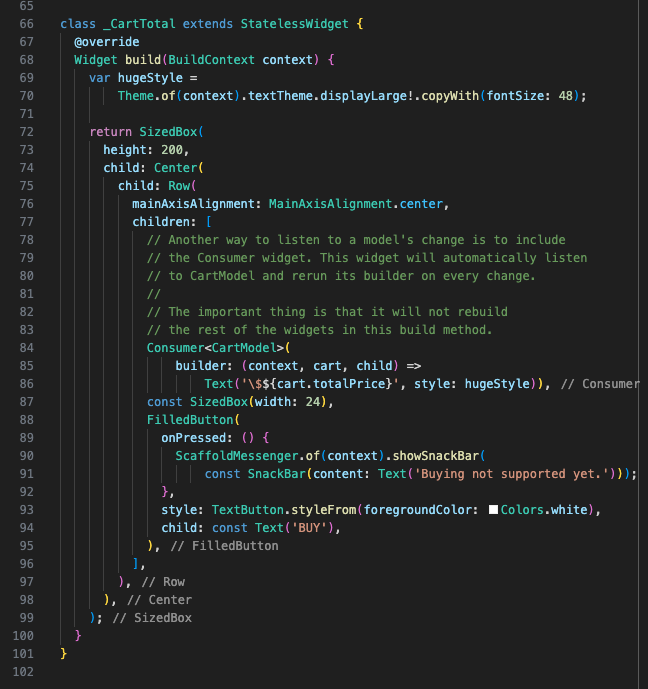 65
66 class _CartTotal extends StatelessWidget {
67   @override
68   Widget build(BuildContext context) {
69     var hugeStyle =
70         Theme.of(context).textTheme.displayLarge!.copyWith(fontSize: 48);
71
72     return SizedBox(
73       height: 200,
74       child: Center(
75         child: Row(
76           mainAxisAlignment: MainAxisAlignment.center,
77           children: [
78             // Another way to listen to a model's change is to include
79             // the Consumer widget. This widget will automatically listen
80             // to CartModel and rerun its builder on every change.
81             //
82             // The important thing is that it will not rebuild
83             // the rest of the widgets in this build method.
84             Consumer<CartModel>(
85                 builder: (context, cart, child) =>
86                     Text('\$${cart.totalPrice}', style: hugeStyle)), // Consumer
87             const SizedBox(width: 24),
88             FilledButton(
89               onPressed: () {
90                 ScaffoldMessenger.of(context).showSnackBar(
91                     const SnackBar(content: Text('Buying not supported yet.')));
92               },
93               style: TextButton.styleFrom(foregroundColor: Colors.white),
94               child: const Text('BUY'),
95             ), // FilledButton
96           ],
97         ), // Row
98       ), // Center
99     ); // SizedBox
100   }
101 }
102